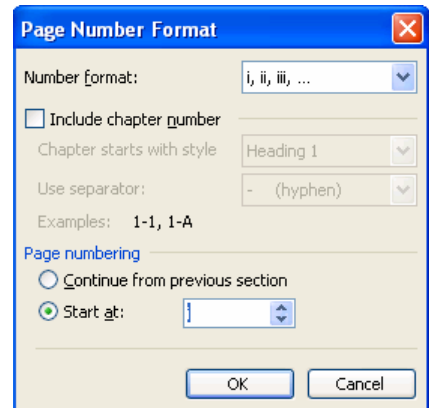 Page Number Format
Number format: i, ii, iii, ...
Include chapter number
Chapter starts with style Heading 1
Use separator: - (hyphen)
Examples: 1-1, 1-A
Page numbering
Continue from previous section
Start at:
OK Cancel